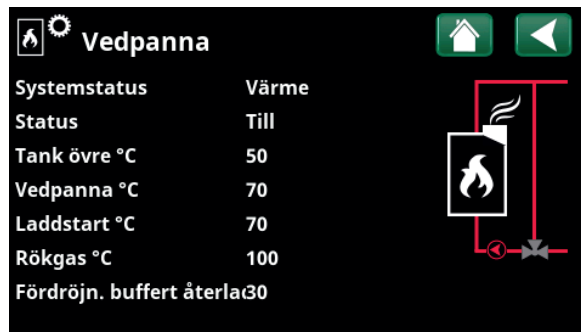 Vedpanna
Systemstatus Värme
Status Till
Tank övre °C 50
Vedpanna °C 70
Laddstart °C 70
Rökgas °C 100
Fördröjn. buffert återla 30